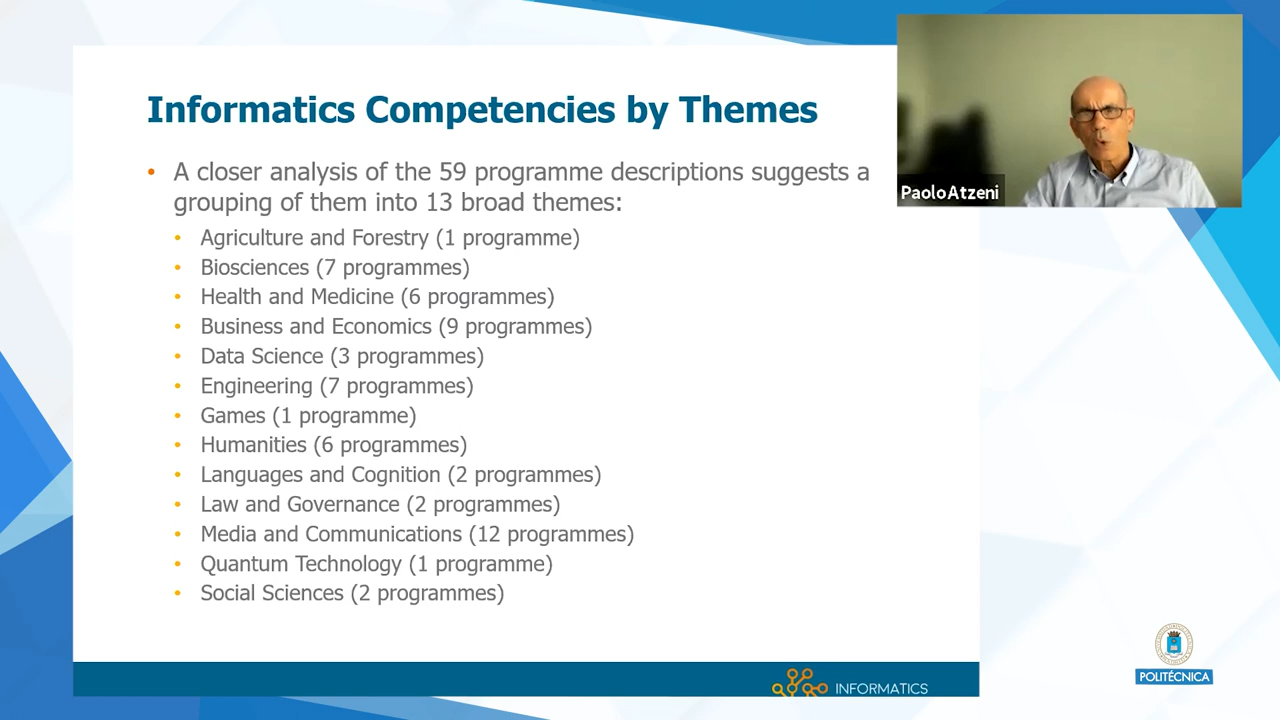 Informatics Competencies by Themes
• A closer analysis of the 59 programme descriptions suggests a
grouping of them into 13 broad themes:
• Agriculture and Forestry (1 programme)
• Biosciences (7 programmes)
• Health and Medicine (6 programmes)
• Business and Economics (9 programmes)
• Data Science (3 programmes)
• Engineering (7 programmes)
• Games (1 programme)
• Humanities (6 programmes)
• Languages and Cognition (2 programmes)
• Law and Governance (2 programmes)
• Media and Communications (12 programmes)
• Quantum Technology (1 programme)
• Social Sciences (2 programmes)
Paolo Atzeni
INFORMATICS
POLITÉCNICA